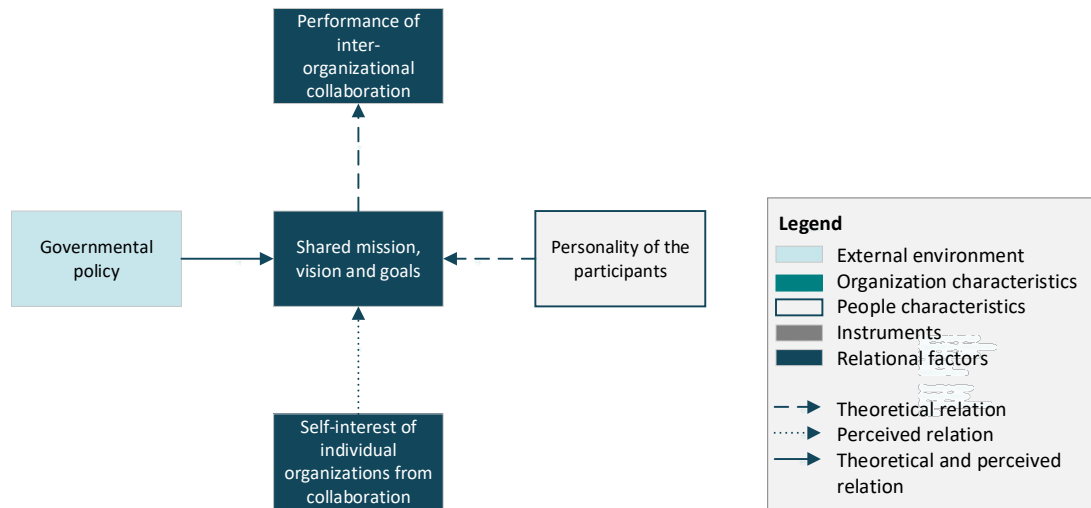 Performance of
inter-
organizational
collaboration
Governmental
policy
Shared mission,
vision and goals
Personality of the
participants
Self-interest of
individual
organizations from
collaboration
Legend
External environment
Organization characteristics
People characteristics
Instruments
Relational factors
Theoretical relation
Perceived relation
Theoretical and perceived
relation